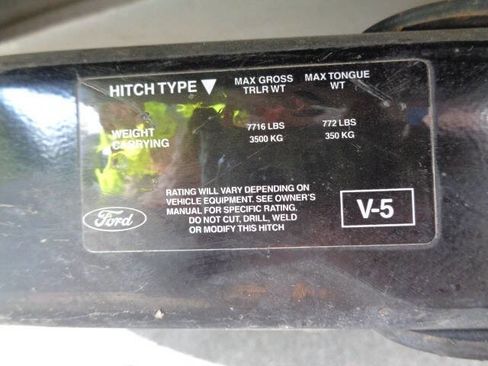 HITCH TYPE ▼ MAX GROSS TRLR WT MAX TONGUE WT
WEIGHT CARRYING 7716 LBS 3500 KG 772 LBS 350 KG
RATING WILL VARY DEPENDING ON
VEHICLE EQUIPMENT. SEE OWNER'S
MANUAL FOR SPECIFIC RATING.
DO NOT CUT, DRILL, WELD
OR MODIFY THIS HITCH
Ford
V-5